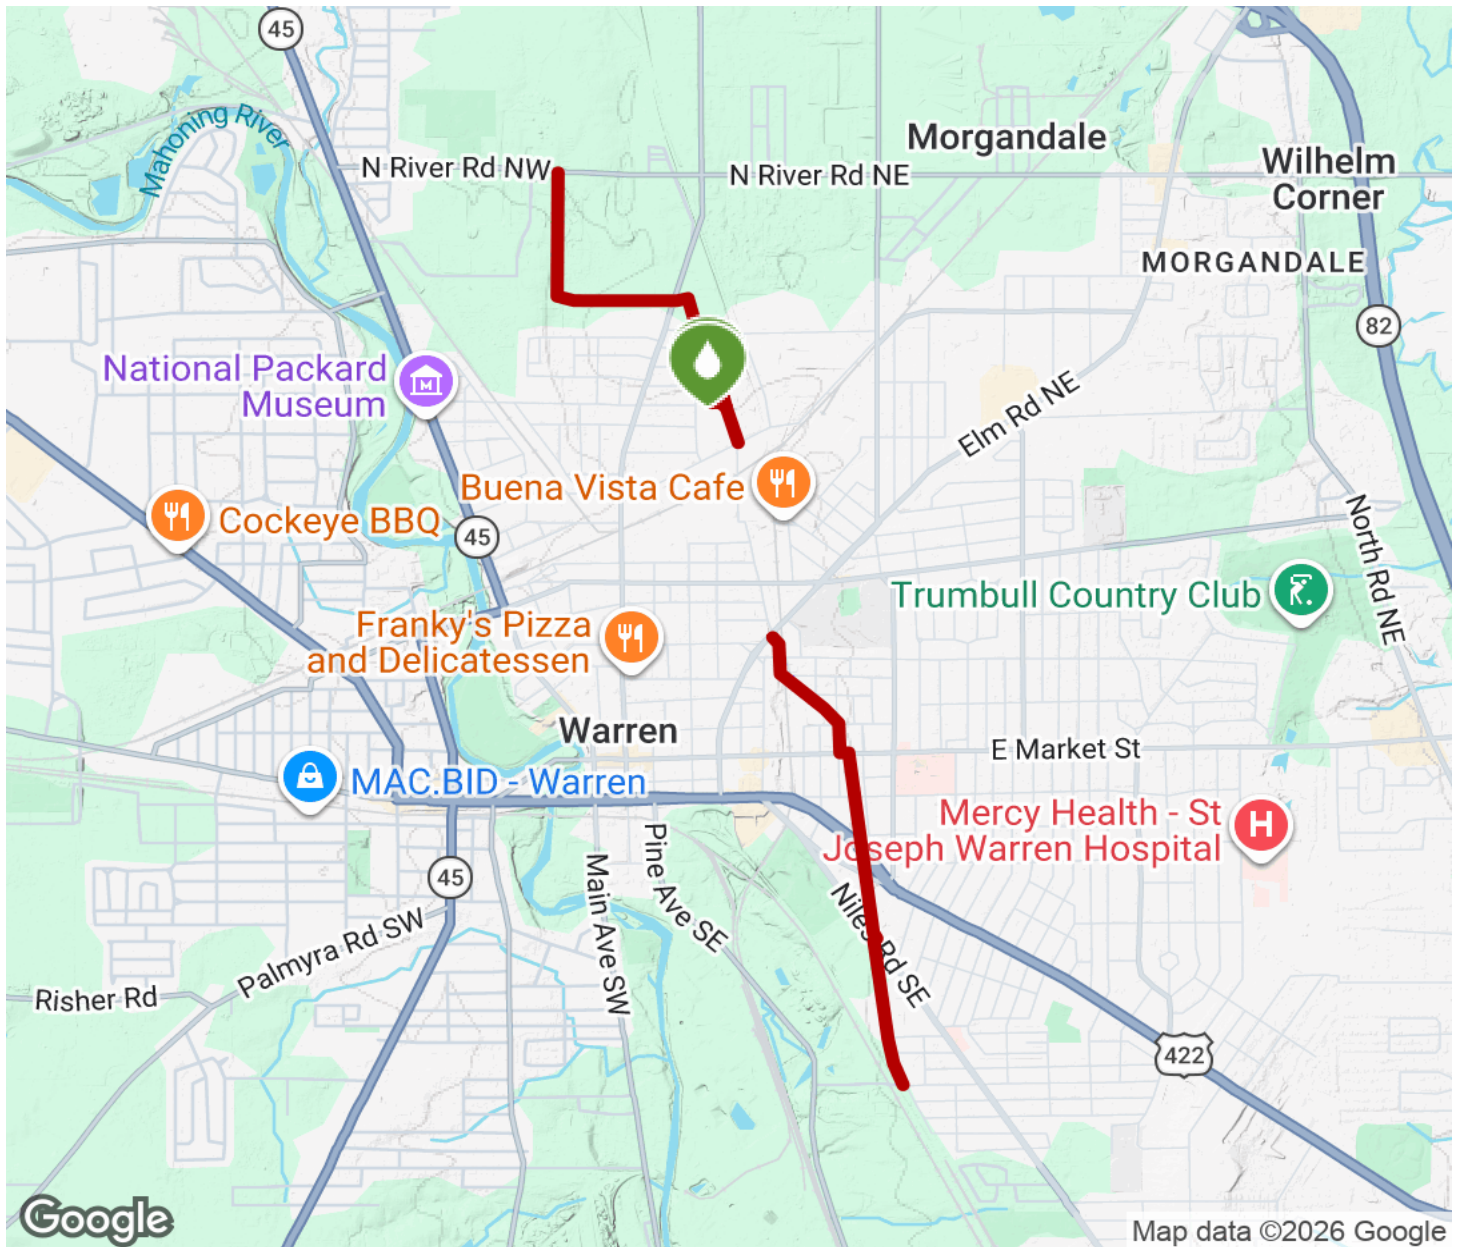 45
Mahoning River
Morgandale
N River Rd NW
N River Rd NE
Wilhelm
Corner
MORGANDALE
82
National Packard
Museum
M
Elm Rd NE
Buena Vista Cafe
Cockeye BBQ
45
North Rd NE
Trumbull Country Club
Franky's Pizza
and Delicatessen
Warren
E Market St
MAC.BID - Warren
Mercy Health - St
Joseph Warren Hospital
H
Pine Ave SE
Main Ave SW
Niles Rd SE
45
Palmyra Rd SW
Risher Rd
422
Google
Map data ©2026 Google